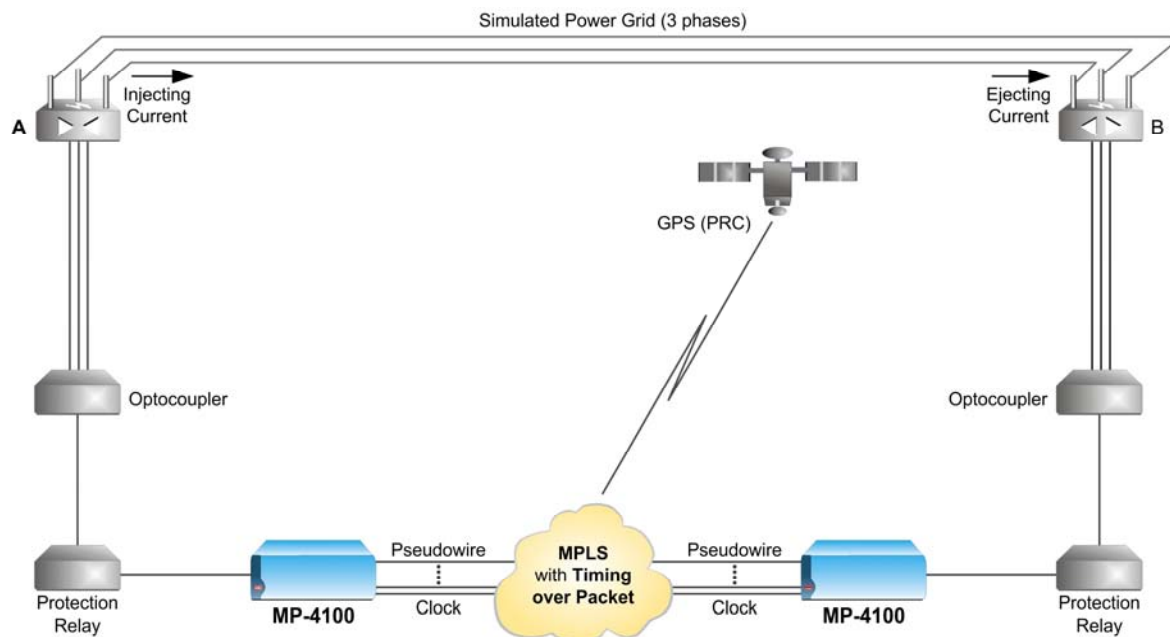 Simulated Power Grid (3 phases)
A
Injecting
Current
Ejecting
Current
B
GPS (PRC)
Optocoupler
Optocoupler
Pseudowire
Clock
MPLS
with Timing
over Packet
Pseudowire
Clock
Protection
Relay
MP-4100
MP-4100
Protection
Relay